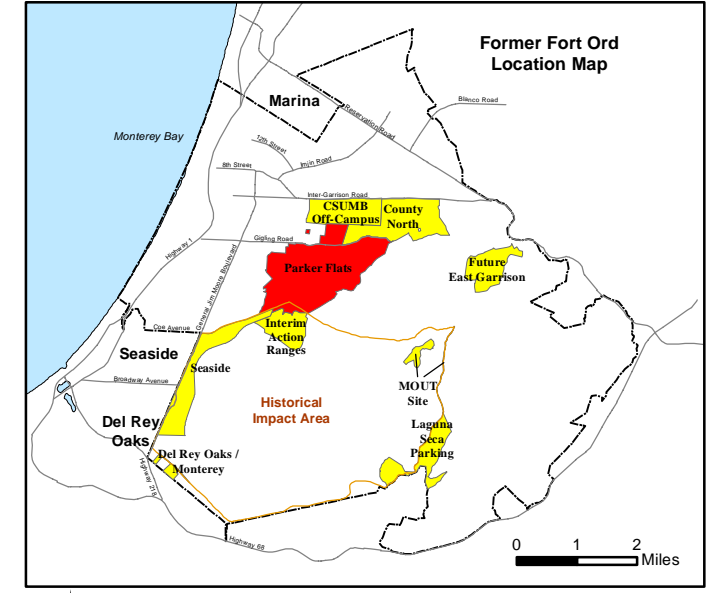 Former Fort Ord
Location Map
Marina
Blanco Road
Reservation Road
Monterey Bay
12th Street
Imjin Road
8th Street
Inter-Garrison Road
CSUMB
Off-Campus
County
North
Gigling Road
Highway 1
General Jim Moore Boulevard
Parker Flats
Future
East Garrison
Coe Avenue
Interim
Action
Ranges
Seaside
Seaside
Broadway Avenue
MOUT
Site
Historical
Impact Area
Del Rey
Oaks
Laguna
Seca
Parking
Del Rey Oaks /
Monterey
Highway 218
Highway 68
0 1 2
Miles